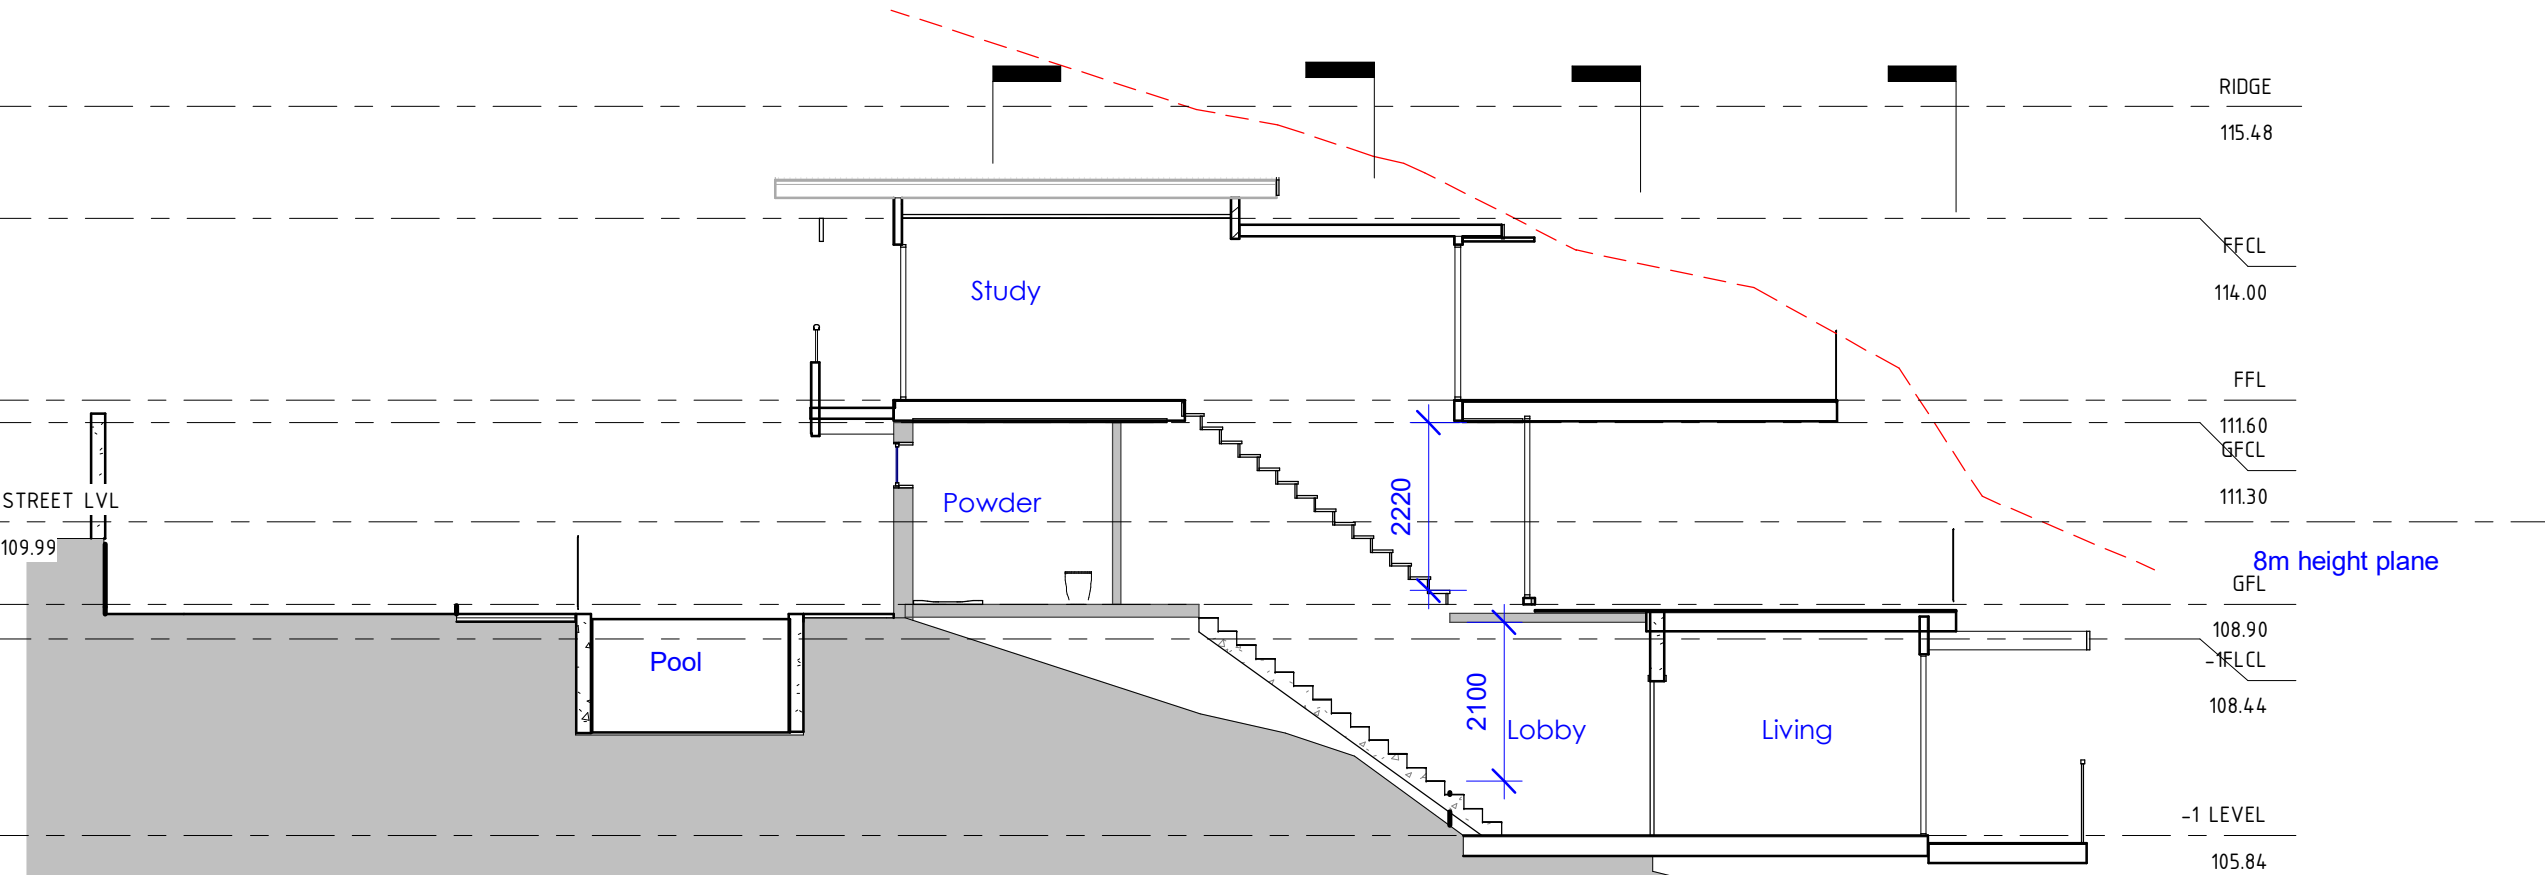 RIDGE
115.48
FFCL
114.00
Study
FFL
111.60
GFCL
111.30
2220
Powder
STREET LVL
109.99
8m height plane
GFL
108.90
-1FLCL
108.44
Pool
2100
Lobby
Living
-1 LEVEL
105.84